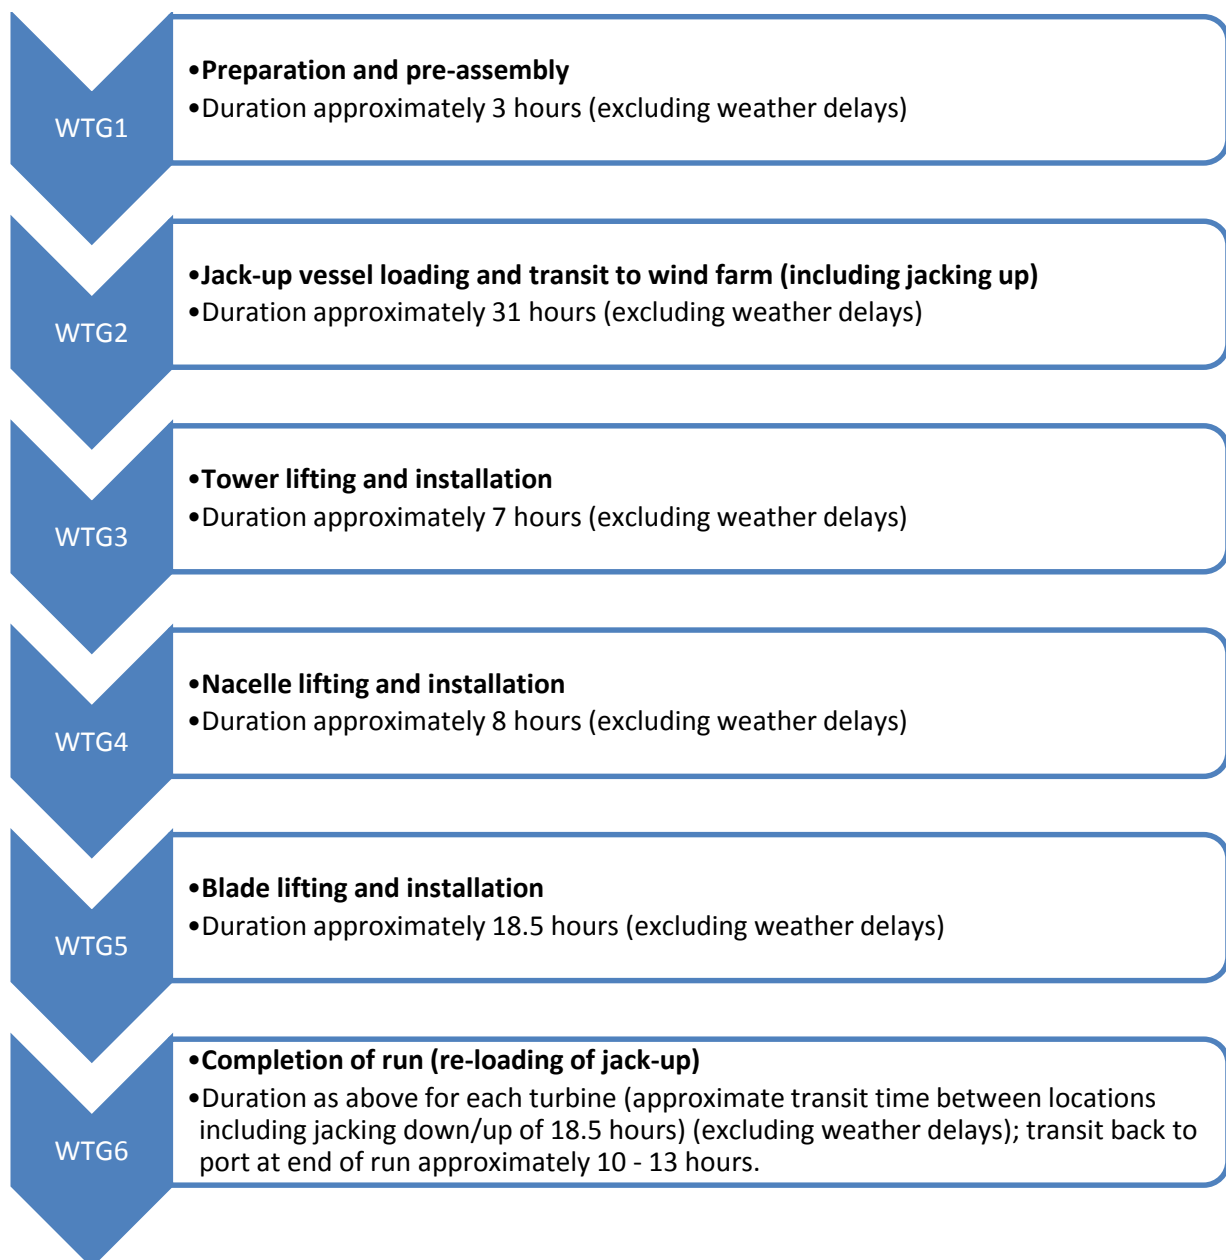 WTG1
•Preparation and pre-assembly
•Duration approximately 3 hours (excluding weather delays)
WTG2
•Jack-up vessel loading and transit to wind farm (including jacking up)
•Duration approximately 31 hours (excluding weather delays)
WTG3
•Tower lifting and installation
•Duration approximately 7 hours (excluding weather delays)
WTG4
•Nacelle lifting and installation
•Duration approximately 8 hours (excluding weather delays)
WTG5
•Blade lifting and installation
•Duration approximately 18.5 hours (excluding weather delays)
WTG6
•Completion of run (re-loading of jack-up)
•Duration as above for each turbine (approximate transit time between locations
including jacking down/up of 18.5 hours) (excluding weather delays); transit back to
port at end of run approximately 10 - 13 hours.